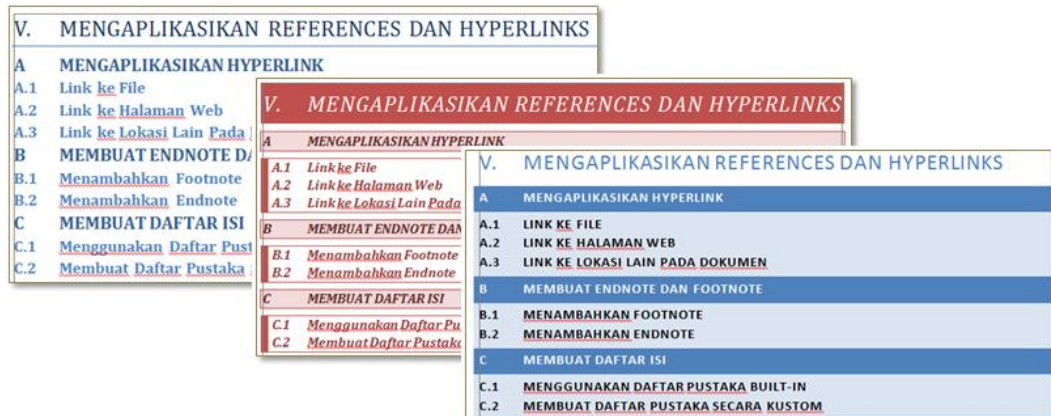 V. MENGAPLIKASIKAN REFERENCES DAN HYPERLINKS
A MENGAPLIKASIKAN HYPERLINK
A.1 Link ke File
A.2 Link ke Halaman Web
A.3 Link ke Lokasi Lain Pada
B MEMBUAT ENDNOTE
B.1 Menambahkan Footnote
B.2 Menambahkan Endnote
C MEMBUAT DAFTAR ISI
C.1 Menggunakan Daftar
C.2 Membuat Daftar Pustaka
V. MENGAPLIKASIKAN REFERENCES DAN HYPERLINKS
A MENGAPLIKASIKAN HYPERLINK
A.1 Link ke File
A.2 Link ke Halaman Web
A.3 Link ke Lokasi Lain Pada
B MEMBUAT ENDNOTE DAN
B.1 Menambahkan Footnote
B.2 Menambahkan Endnote
C MEMBUAT DAFTAR ISI
C.1 Menggunakan Daftar
C.2 Membuat Daftar Pustaka
V. MENGAPLIKASIKAN REFERENCES DAN HYPERLINKS
A MENGAPLIKASIKAN HYPERLINK
A.1 LINK KE FILE
A.2 LINK KE HALAMAN WEB
A.3 LINK KE LOKASI LAIN PADA DOKUMEN
B MEMBUAT ENDNOTE DAN FOOTNOTE
B.1 MENAMBAHKAN FOOTNOTE
B.2 MENAMBAHKAN ENDNOTE
C MEMBUAT DAFTAR ISI
C.1 MENGGUNAKAN DAFTAR PUSTAKA BUILT-IN
C.2 MEMBUAT DAFTAR PUSTAKA SECARA KUSTOM